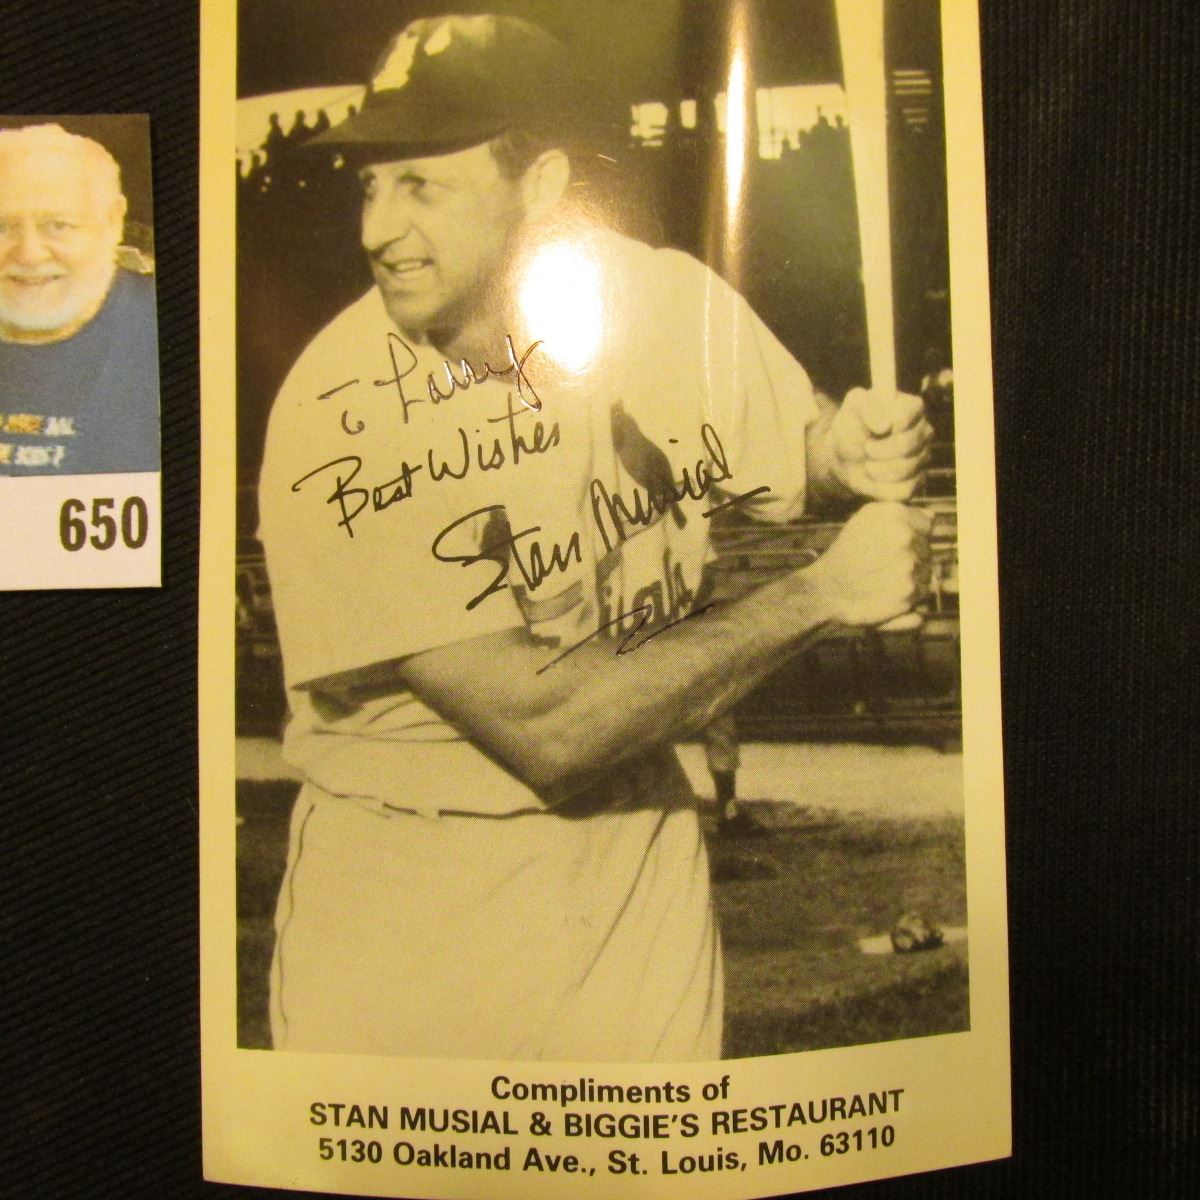 To Larry
Best Wishes
Stan Musial
Compliments of
STAN MUSIAL & BIGGIE'S RESTAURANT
5130 Oakland Ave., St. Louis, Mo. 63110
650